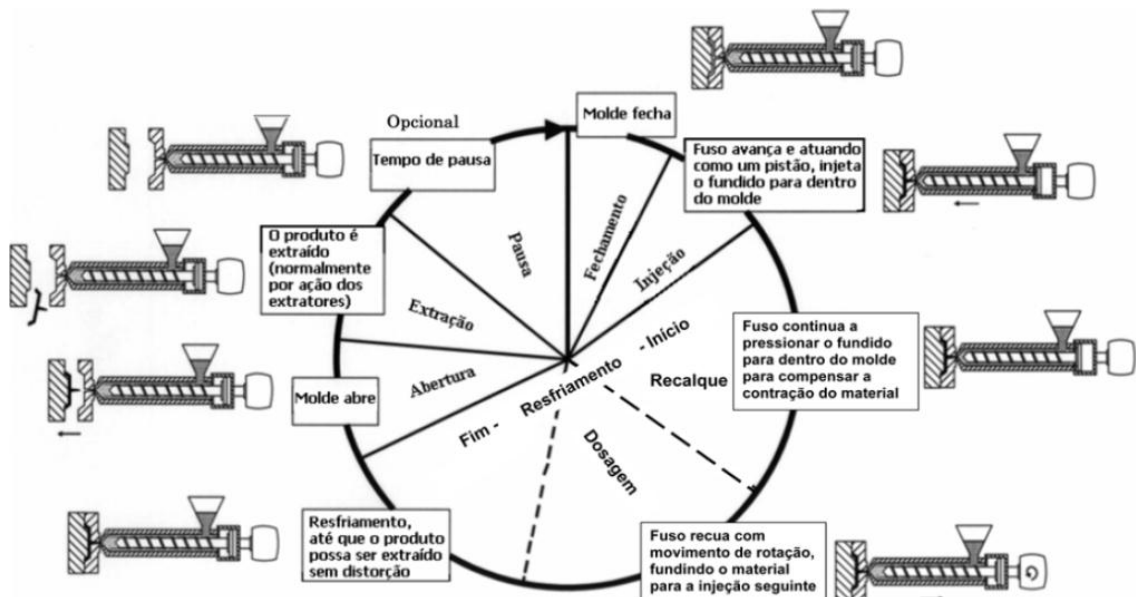 Molde fecha
Opcional
Tempo de pausa
Fuso avança e atuando
como um pistão, injeta
o fundido para dentro
do molde
O produto é
extraído
(normalmente
por ação dos
extratores)
Pausa
Fechamento
Injeção
Extração
Fuso continua a
pressionar o fundido
para dentro do molde
para compensar a
contração do material
Abertura
Molde abre
Fim - Resfriamento - Início
Recalque
Dosagem
Resfriamento,
até que o produto
possa ser extraído
sem distorção
Fuso recua com
movimento de rotação,
fundindo o material
para a injeção seguinte